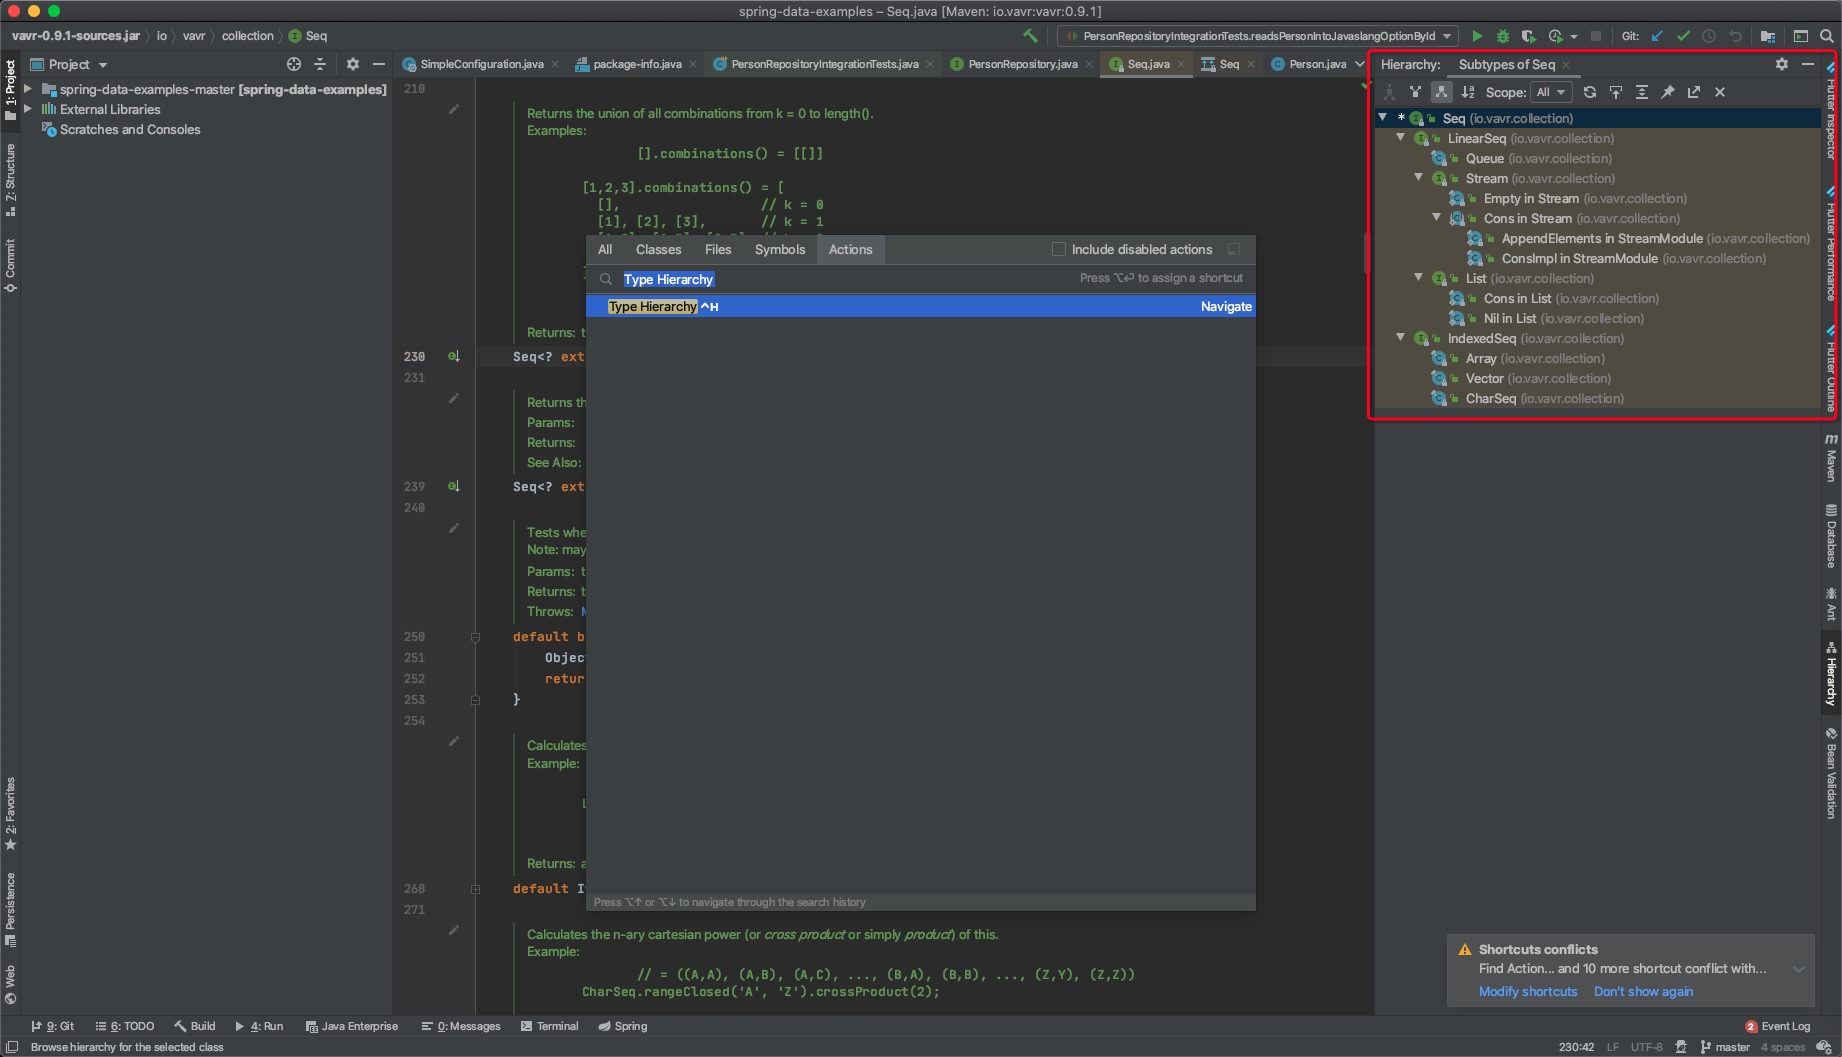 spring-data-examples – Seq.java [Maven: io.vavr:vavr:0.9.1]
vavr-0.9.1-sources.jar io vavr collection Seq
PersonRepositoryIntegrationTests.readsPersonIntoJavaslangOptionById Git:
1: Project
Z: Structure
Commit
2: Favorites
Persistence
Web
Project
spring-data-examples-master [spring-data-examples]
External Libraries
Scratches and Consoles
SimpleConfiguration.java package-info.java PersonRepositoryIntegrationTests.java PersonRepository.java Seq.java Seq Person.java
210
Returns the union of all combinations from k = 0 to length().
Examples:
[].combinations() = [[]]
[1,2,3].combinations() = [
[], // k = 0
[1], [2], [3], // k = 1
Returns: t
230 Seq<? ext
231
Returns th
Params:
Returns:
See Also:
239 Seq<? ext
240
Tests whe
Note: may
Params: t
Returns: t
Throws:
250 default b
251 Objec
252 retur
253 }
254
Calculates
Example:
L
Returns: a
268 default I
271
Calculates the n-ary cartesian power (or cross product or simply product) of this.
Example:
// = ((A,A), (A,B), (A,C), ..., (B,A), (B,B), ..., (Z,Y), (Z,Z))
CharSeq.rangeClosed('A', 'Z').crossProduct(2);
All Classes Files Symbols Actions Include disabled actions
Type Hierarchy Press ⌥⏎ to assign a shortcut
Type Hierarchy ^H Navigate
Press ⌥↑ or ⌥↓ to navigate through the search history
Hierarchy: Subtypes of Seq
Scope: All
* Seq (io.vavr.collection)
LinearSeq (io.vavr.collection)
Queue (io.vavr.collection)
Stream (io.vavr.collection)
Empty in Stream (io.vavr.collection)
Cons in Stream (io.vavr.collection)
AppendElements in StreamModule (io.vavr.collection)
ConsImpl in StreamModule (io.vavr.collection)
List (io.vavr.collection)
Cons in List (io.vavr.collection)
Nil in List (io.vavr.collection)
IndexedSeq (io.vavr.collection)
Array (io.vavr.collection)
Vector (io.vavr.collection)
CharSeq (io.vavr.collection)
Flutter Inspector
Flutter Performance
Flutter Outline
m Maven
Database
Ant
Hierarchy
Bean Validation
Shortcuts conflicts
Find Action... and 10 more shortcut conflict with...
Modify shortcuts Don't show again
9: Git 6: TODO Build 4: Run Java Enterprise 0: Messages Terminal Spring 2 Event Log
Browse hierarchy for the selected class 230:42 LF UTF-8 master 4 spaces